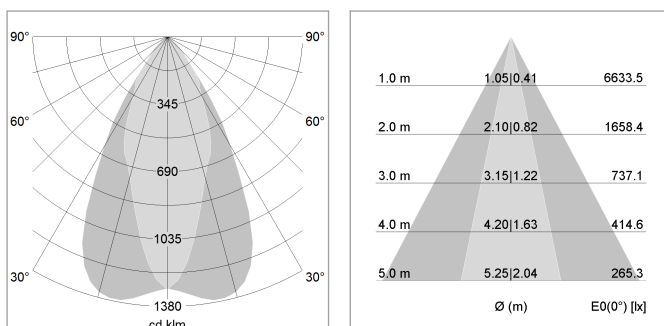 90° 90°
345
60° 60°
690
1035
30° 30°
1380
cd klm
1.0 m 1.05|0.41 6633.5
2.0 m 2.10|0.82 1658.4
3.0 m 3.15|1.22 737.1
4.0 m 4.20|1.63 414.6
5.0 m 5.25|2.04 265.3
Ø (m) E0(0°) [lx]